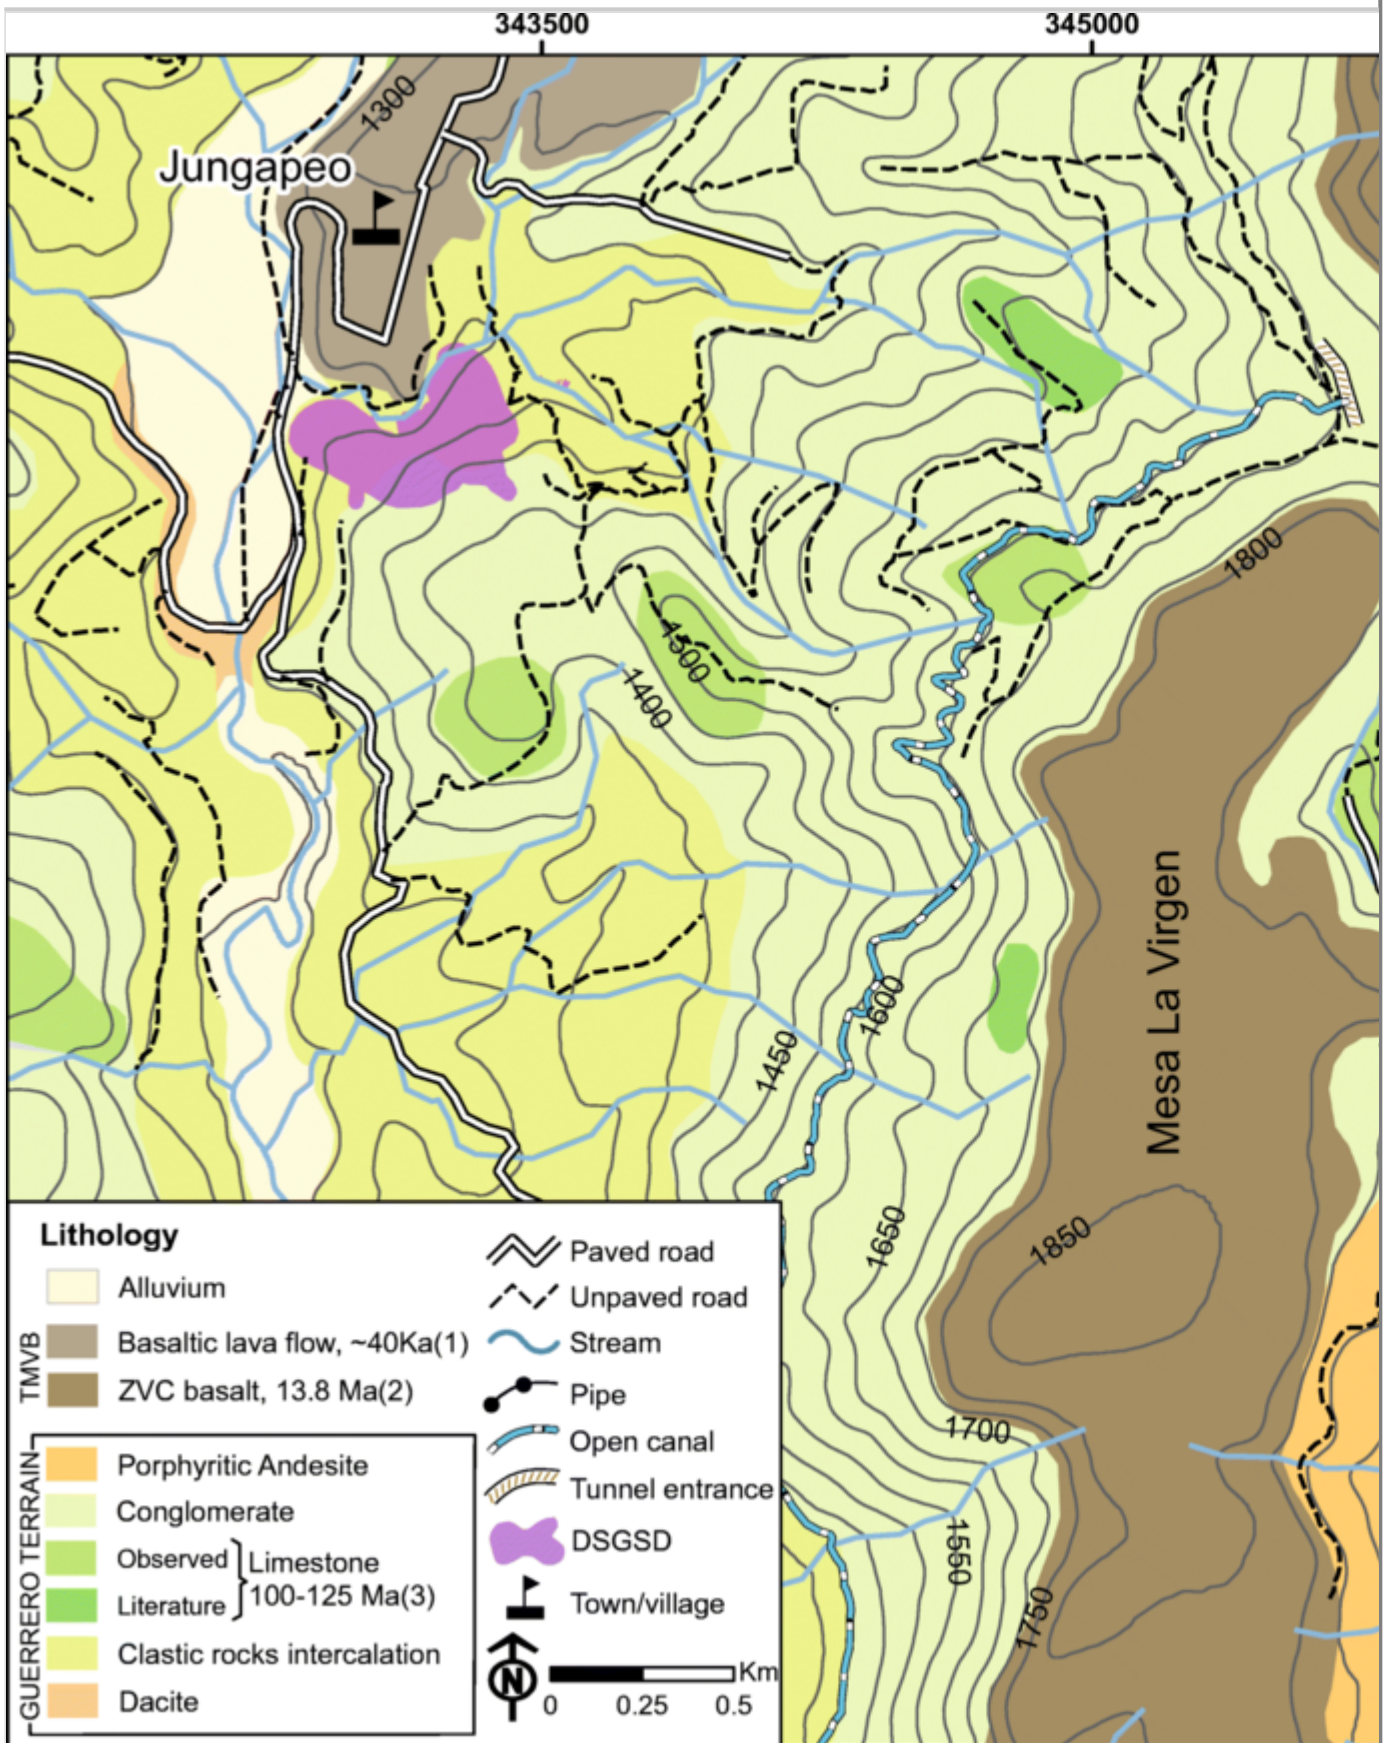 343500
345000
1300
Jungapeo
1800
1500
1400
Mesa La Virgen
1600
1450
1650
1850
1700
1550
1750
Lithology
Alluvium
TMVB
Basaltic lava flow, ~40Ka(1)
ZVC basalt, 13.8 Ma(2)
GUERRERO TERRAIN
Porphyritic Andesite
Conglomerate
Observed
Literature
Limestone
100-125 Ma(3)
Clastic rocks intercalation
Dacite
Paved road
Unpaved road
Stream
Pipe
Open canal
Tunnel entrance
DSGSD
Town/village
N
Km
0 0.25 0.5